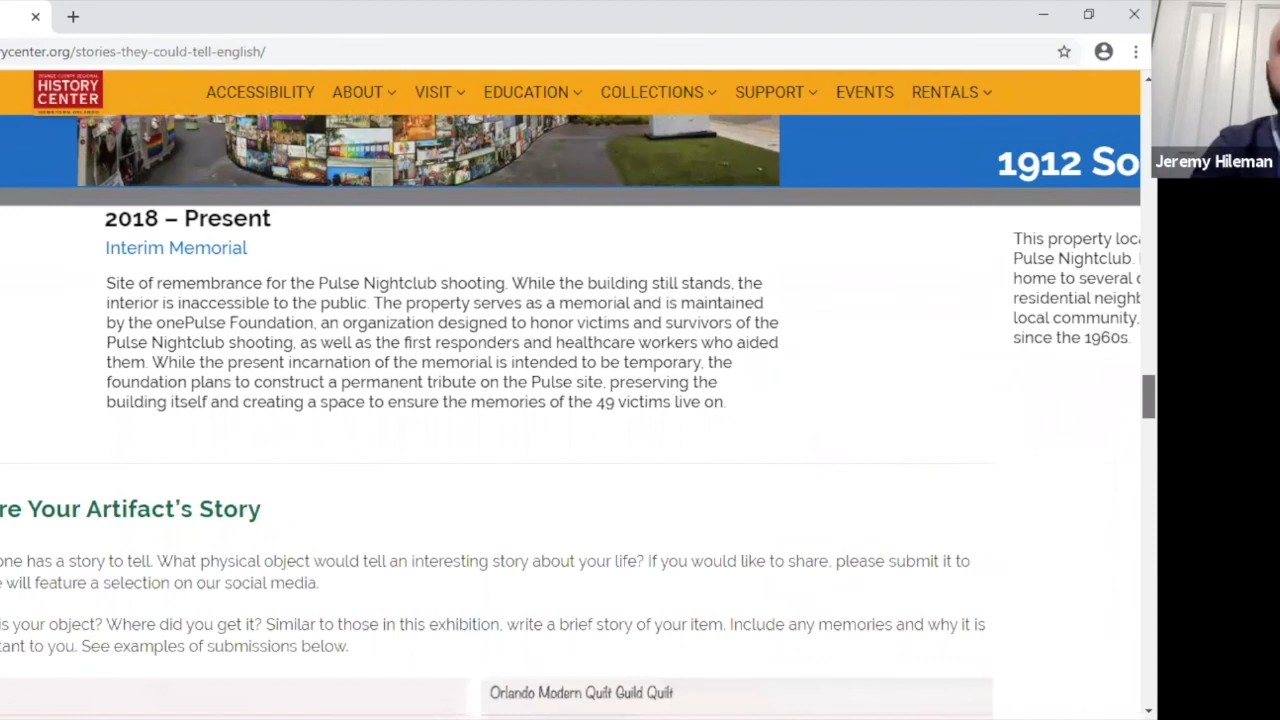 rycenter.org/stories-they-could-tell-english/
HISTORY
CENTER
ACCESSIBILITY ABOUT VISIT EDUCATION COLLECTIONS SUPPORT EVENTS RENTALS
1912 So
Jeremy Hileman
2018 – Present
Interim Memorial
Site of remembrance for the Pulse Nightclub shooting. While the building still stands, the
interior is inaccessible to the public. The property serves as a memorial and is maintained
by the onePulse Foundation, an organization designed to honor victims and survivors of the
Pulse Nightclub shooting, as well as the first responders and healthcare workers who aided
them. While the present incarnation of the memorial is intended to be temporary, the
foundation plans to construct a permanent tribute on the Pulse site, preserving the
building itself and creating a space to ensure the memories of the 49 victims live on.
This property loca
Pulse Nightclub.
home to several
residential neighb
local community,
since the 1960s.
re Your Artifact's Story
one has a story to tell. What physical object would tell an interesting story about your life? If you would like to share, please submit it to
e will feature a selection on our social media.
is your object? Where did you get it? Similar to those in this exhibition, write a brief story of your item. Include any memories and why it is
tant to you. See examples of submissions below.
Orlando Modern Quilt Guild Quilt